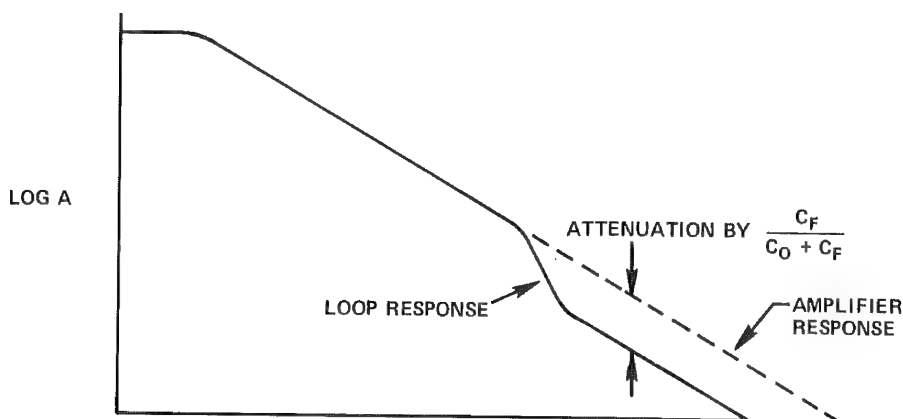 LOG A
ATTENUATION BY C_F / C_O + C_F
LOOP RESPONSE
AMPLIFIER
RESPONSE